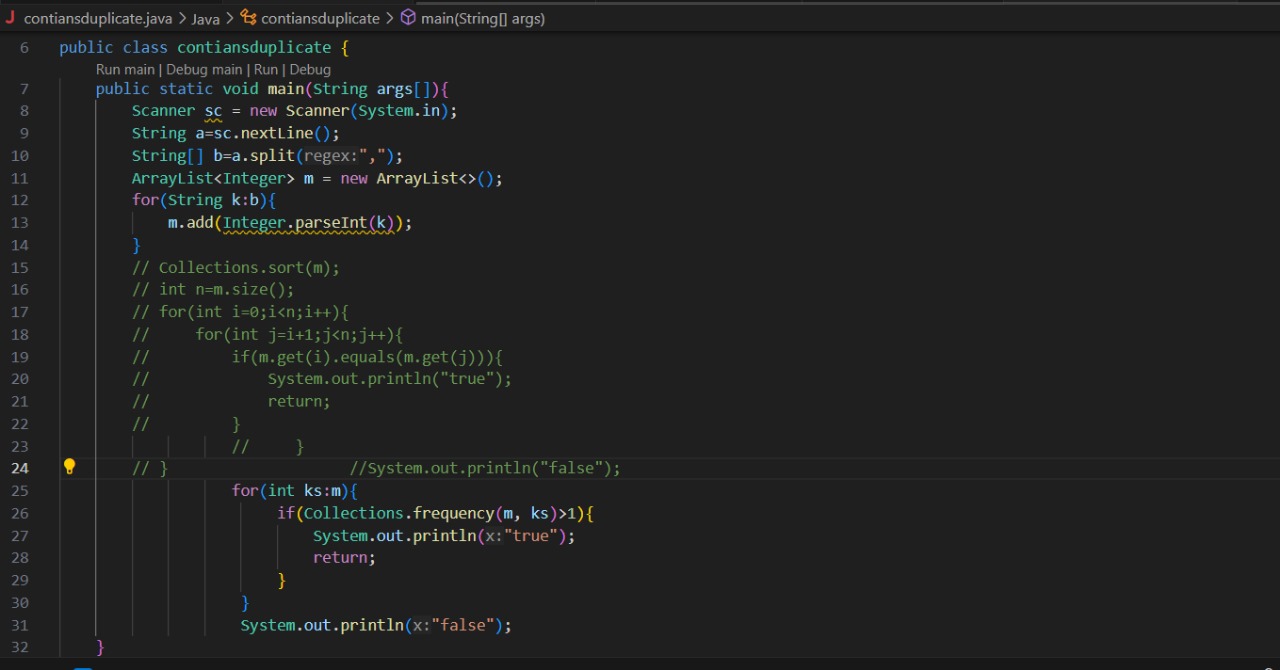 J contiansduplicate.java > Java > contiansduplicate > main(String[] args)
6 public class contiansduplicate {
Run main | Debug main | Run | Debug
7 public static void main(String args[]){
8 Scanner sc = new Scanner(System.in);
9 String a=sc.nextLine();
10 String[] b=a.split(regex:",");
11 ArrayList<Integer> m = new ArrayList<>();
12 for(String k:b){
13 m.add(Integer.parseInt(k));
14 }
15 // Collections.sort(m);
16 // int n=m.size();
17 // for(int i=0;i<n;i++){
18 //     for(int j=i+1;j<n;j++){
19 //         if(m.get(i).equals(m.get(j))){
20 //             System.out.println("true");
21 //             return;
22 //         }
23 //     }
24 // }                    //System.out.println("false");
25 for(int ks:m){
26 if(Collections.frequency(m, ks)>1){
27 System.out.println(x:"true");
28 return;
29 }
30 }
31 System.out.println(x:"false");
32 }